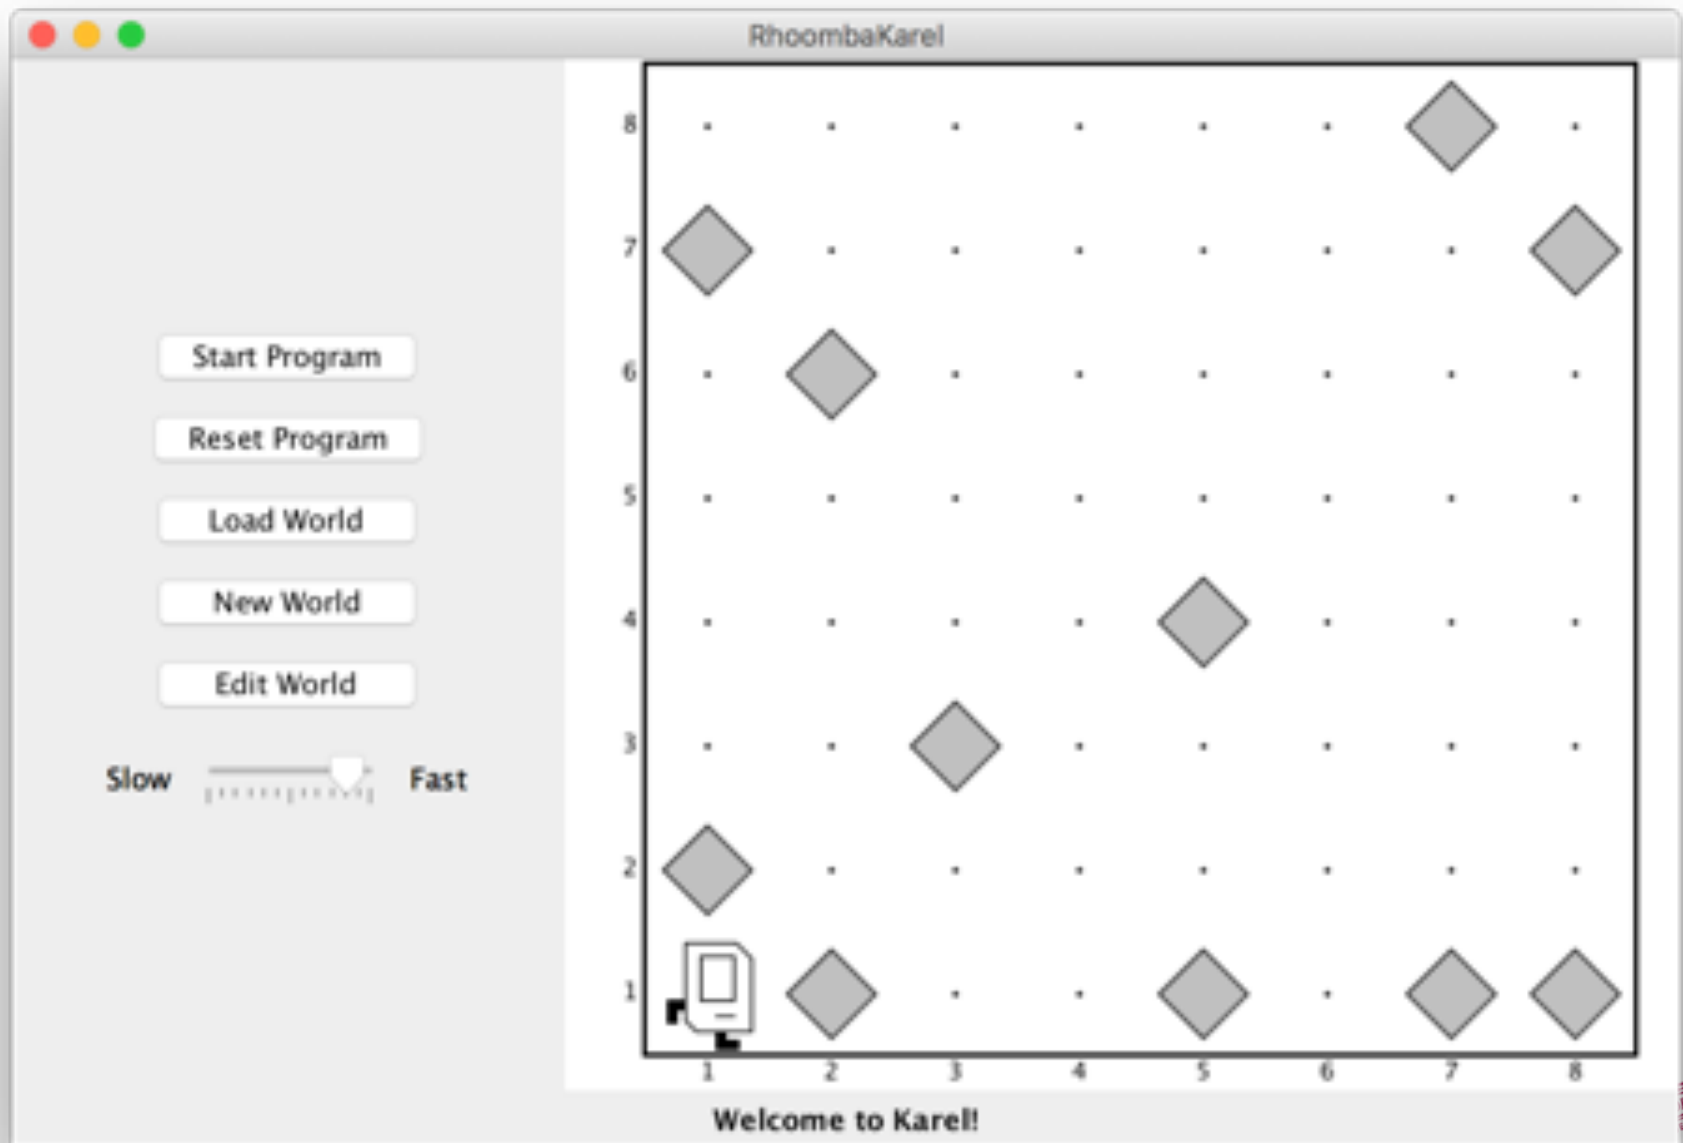 RhoombaKarel
Start Program
Reset Program
Load World
New World
Edit World
Slow Fast
8
7
6
5
4
3
2
1
1 2 3 4 5 6 7 8
Welcome to Karel!